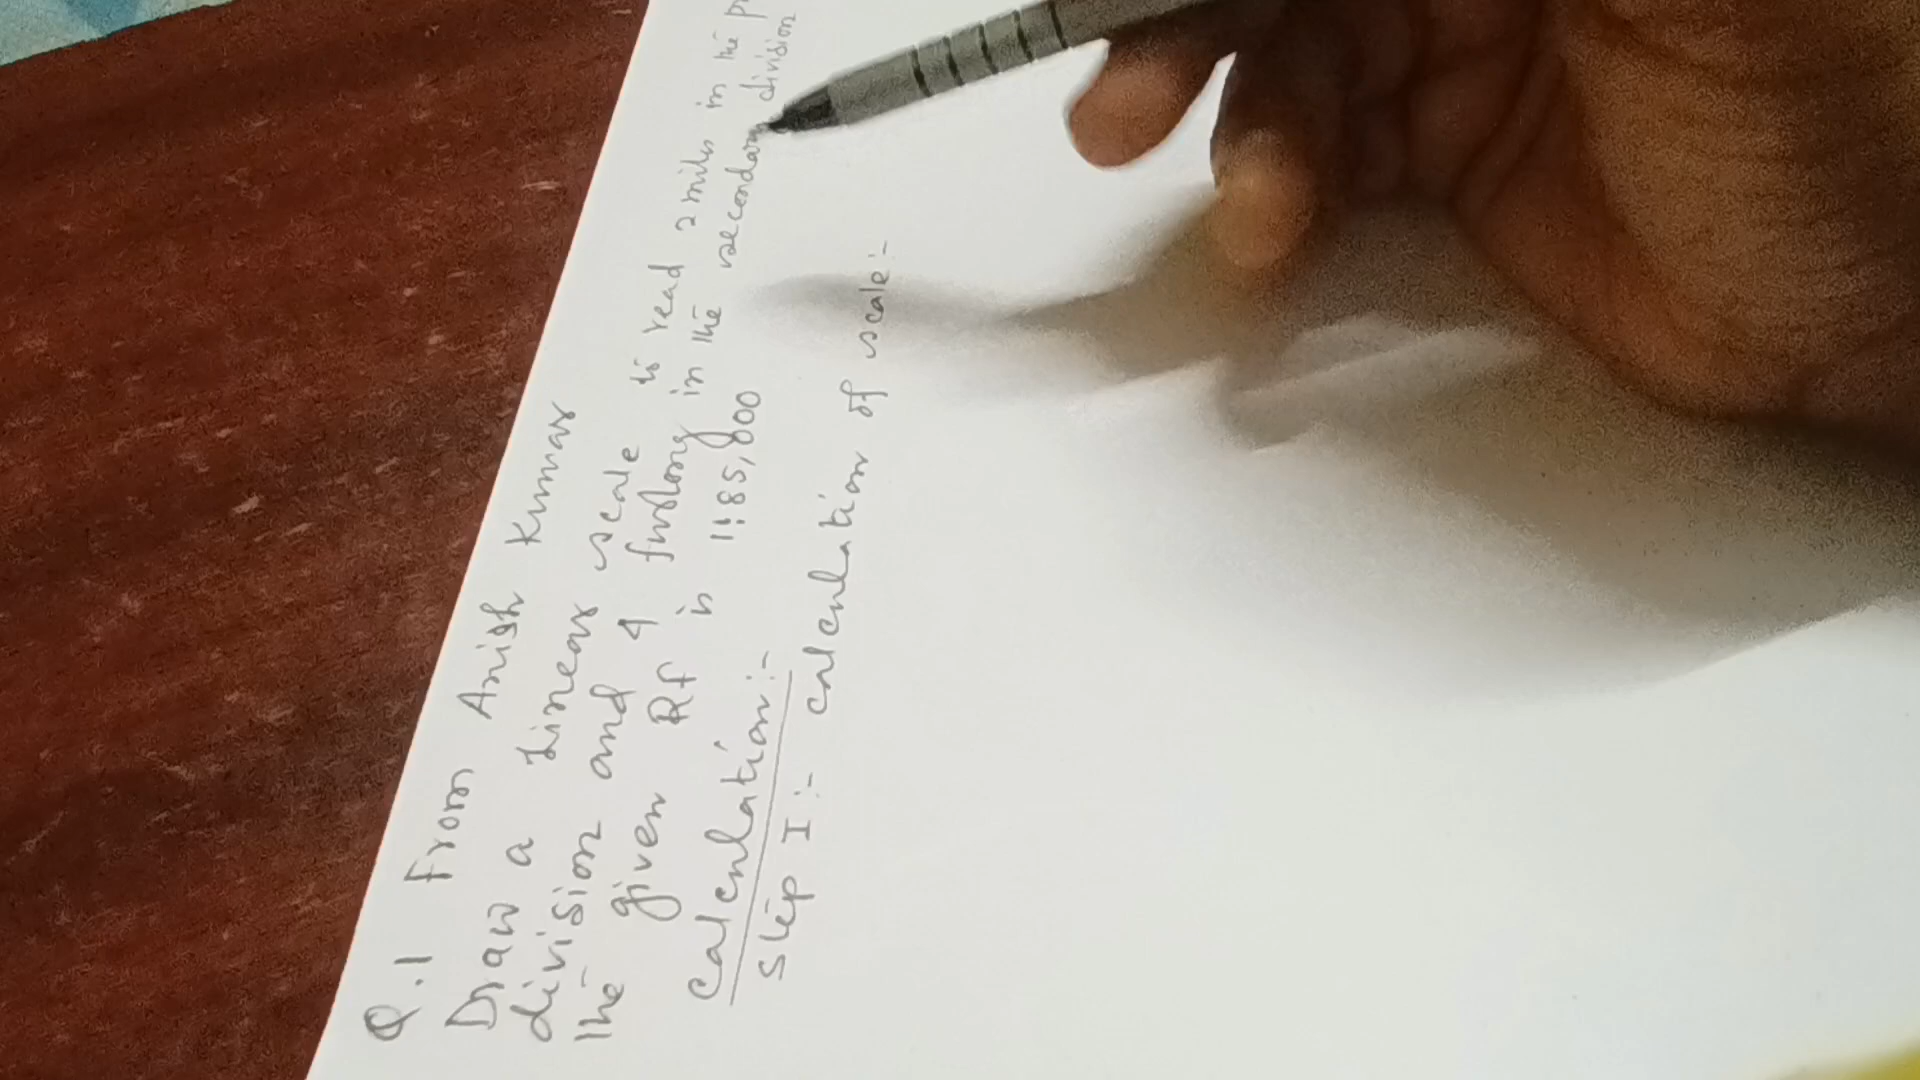 Q.1 From Anish Kumar
Draw a Linear scale to read 2 miles in the
division and 4 furlong in the secondary division
the given RF is 1:85,000
Calculation:-
Step I:- calculation of scale:-